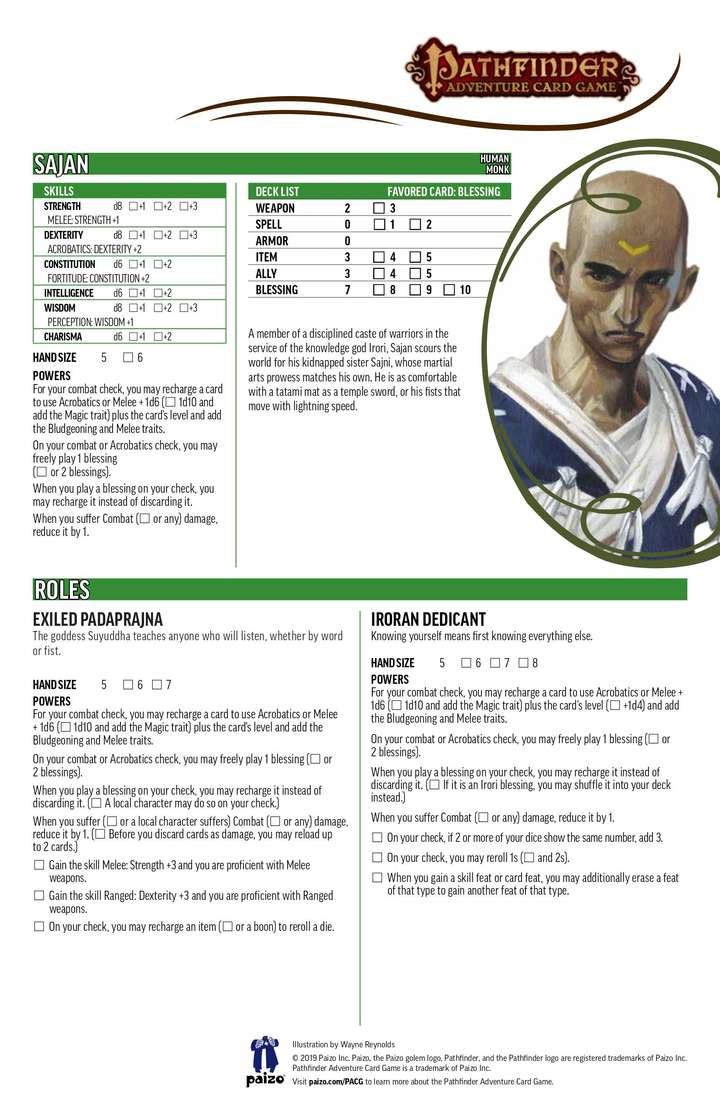 PATHFINDER
ADVENTURE CARD GAME
SAJAN
HUMAN
MONK
SKILLS
STRENGTH d8 ☐+1 ☐+2 ☐+3
MELEE: STRENGTH +1
DEXTERITY d8 ☐+1 ☐+2 ☐+3
ACROBATICS: DEXTERITY +2
CONSTITUTION d6 ☐+1 ☐+2
FORTITUDE: CONSTITUTION +2
INTELLIGENCE d6 ☐+1 ☐+2
WISDOM d8 ☐+1 ☐+2 ☐+3
PERCEPTION: WISDOM +1
CHARISMA d6 ☐+1 ☐+2
HAND SIZE 5 ☐ 6
POWERS
For your combat check, you may recharge a card
to use Acrobatics or Melee + 1d6 (☐ 1d10 and
add the Magic trait) plus the card's level and add
the Bludgeoning and Melee traits.
On your combat or Acrobatics check, you may
freely play 1 blessing
(☐ or 2 blessings).
When you play a blessing on your check, you
may recharge it instead of discarding it.
When you suffer Combat (☐ or any) damage,
reduce it by 1.
DECK LIST FAVORED CARD: BLESSING
WEAPON 2 ☐ 3
SPELL 0 ☐ 1 ☐ 2
ARMOR 0
ITEM 3 ☐ 4 ☐ 5
ALLY 3 ☐ 4 ☐ 5
BLESSING 7 ☐ 8 ☐ 9 ☐ 10
A member of a disciplined caste of warriors in the
service of the knowledge god Irori, Sajan scours the
world for his kidnapped sister Sajni, whose martial
arts prowess matches his own. He is as comfortable
with a tatami mat as a temple sword, or his fists that
move with lightning speed.
ROLES
EXILED PADAPRAJNA
The goddess Suyuddha teaches anyone who will listen, whether by word
or fist.
HAND SIZE 5 ☐ 6 ☐ 7
POWERS
For your combat check, you may recharge a card to use Acrobatics or Melee
+ 1d6 (☐ 1d10 and add the Magic trait) plus the card's level and add the
Bludgeoning and Melee traits.
On your combat or Acrobatics check, you may freely play 1 blessing (☐ or
2 blessings).
When you play a blessing on your check, you may recharge it instead of
discarding it. (☐ A local character may do so on your check.)
When you suffer (☐ or a local character suffers) Combat (☐ or any) damage,
reduce it by 1. (☐ Before you discard cards as damage, you may reload up
to 2 cards.)
☐ Gain the skill Melee: Strength +3 and you are proficient with Melee
weapons.
☐ Gain the skill Ranged: Dexterity +3 and you are proficient with Ranged
weapons.
☐ On your check, you may recharge an item (☐ or a boon) to reroll a die.
IRORAN DEDICANT
Knowing yourself means first knowing everything else.
HAND SIZE 5 ☐ 6 ☐ 7 ☐ 8
POWERS
For your combat check, you may recharge a card to use Acrobatics or Melee +
1d6 (☐ 1d10 and add the Magic trait) plus the card's level (☐ +1d4) and add
the Bludgeoning and Melee traits.
On your combat or Acrobatics check, you may freely play 1 blessing (☐ or
2 blessings).
When you play a blessing on your check, you may recharge it instead of
discarding it. (☐ If it is an Irori blessing, you may shuffle it into your deck
instead.)
When you suffer Combat (☐ or any) damage, reduce it by 1.
☐ On your check, if 2 or more of your dice show the same number, add 3.
☐ On your check, you may reroll 1s (☐ and 2s).
☐ When you gain a skill feat or card feat, you may additionally erase a feat
of that type to gain another feat of that type.
paizo
Illustration by Wayne Reynolds
© 2019 Paizo Inc. Paizo, the Paizo golem logo, Pathfinder, and the Pathfinder logo are registered trademarks of Paizo Inc.
Pathfinder Adventure Card Game is a trademark of Paizo Inc.
Visit paizo.com/PACG to learn more about the Pathfinder Adventure Card Game.